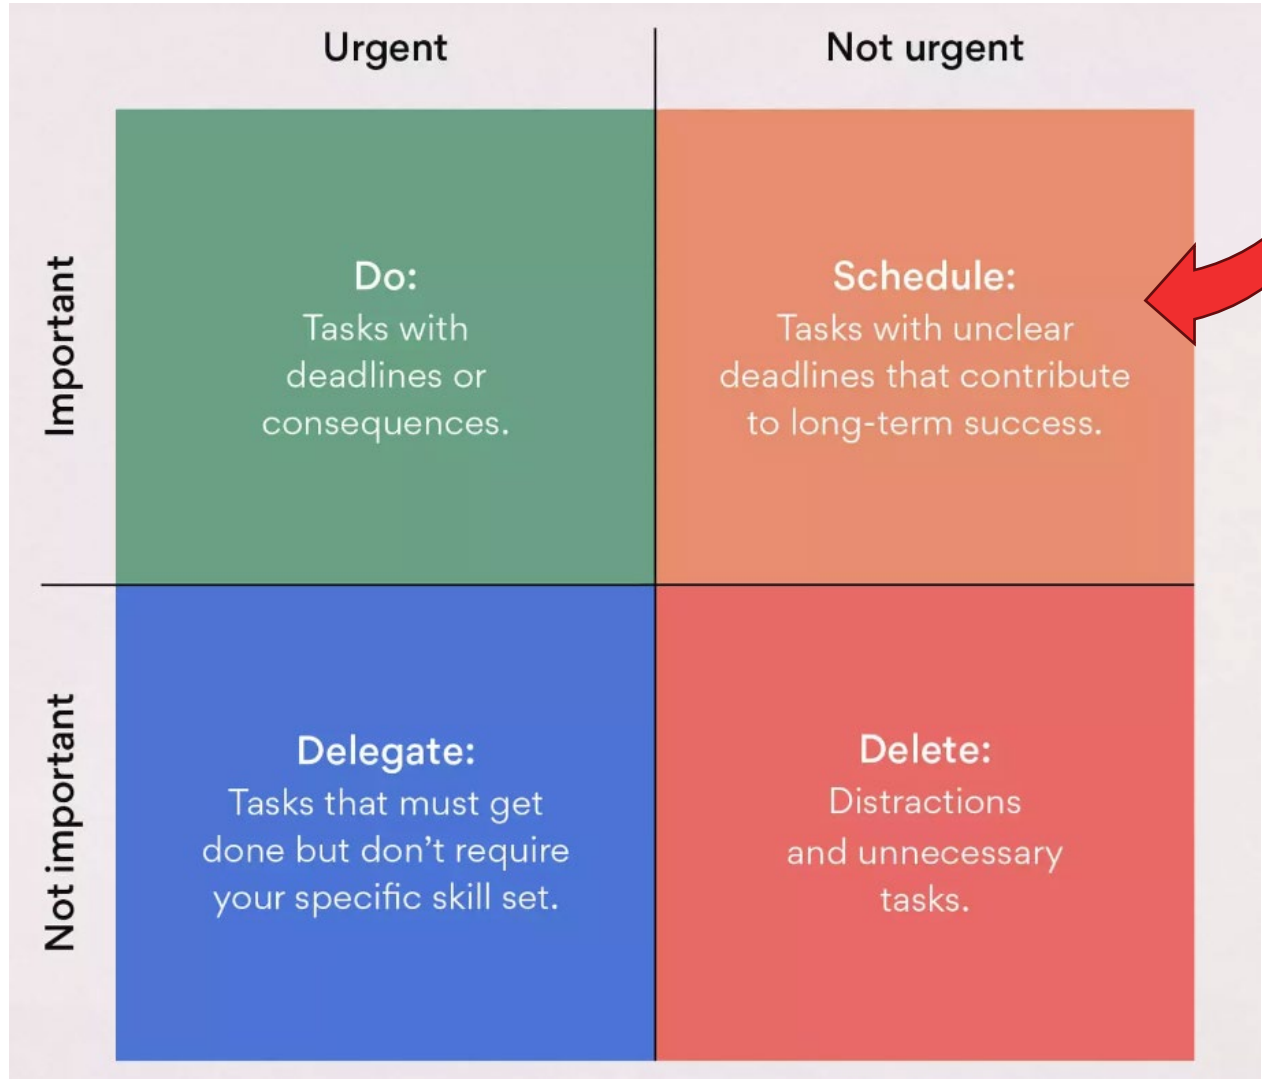 Urgent
Not urgent
Important
Do:
Tasks with
deadlines or
consequences.
Schedule:
Tasks with unclear
deadlines that contribute
to long-term success.
Not important
Delegate:
Tasks that must get
done but don’t require
your specific skill set.
Delete:
Distractions
and unnecessary
tasks.